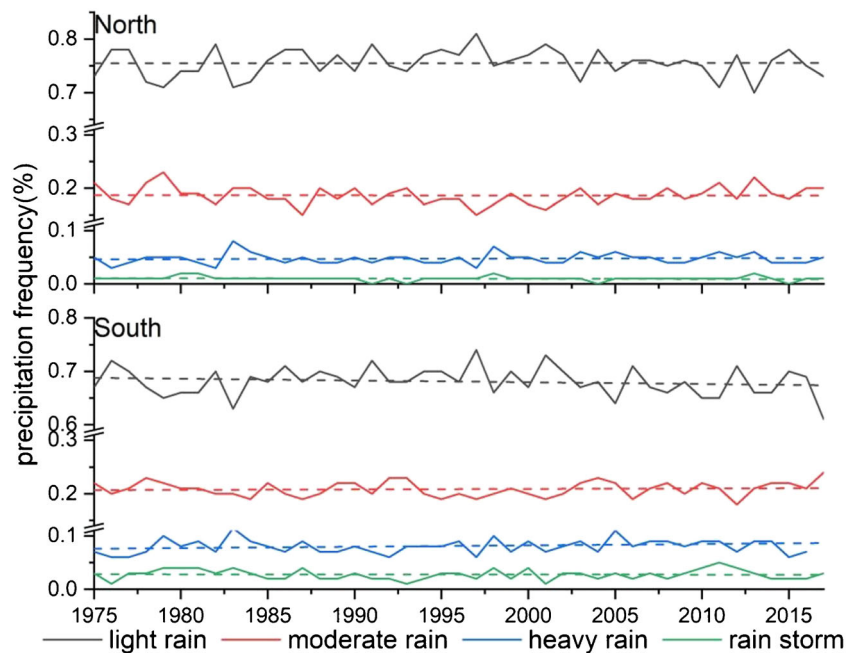 North
0.8
0.7
0.3
0.2
0.1
0.0
South
0.8
0.7
0.6
0.3
0.2
0.1
0.0
precipitation frequency(%)
1975 1980 1985 1990 1995 2000 2005 2010 2015
light rain moderate rain heavy rain rain storm